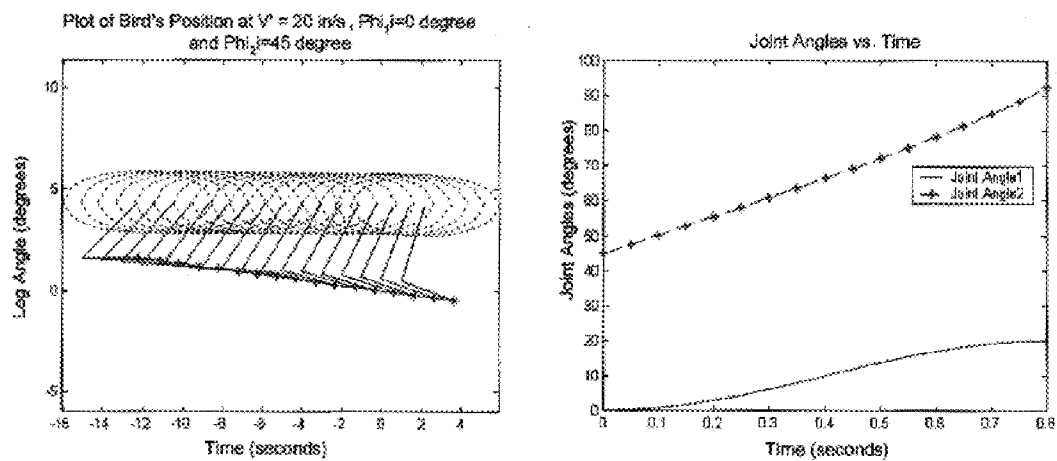 Plot of Bird's Position at V' = 20 in/s , Phi,i=0 degree
and Phi2i=45 degree
Leg Angle (degrees)
10
5
0
-5
-16 -14 -12 -10 -8 -6 -4 -2 0 2 4
Time (seconds)
Joint Angles vs. Time
Joint Angles (degrees)
100
90
80
70
60
50
40
30
20
10
0
0 0.1 0.2 0.3 0.4 0.5 0.6 0.7 0.8
Time (seconds)
Joint Angle1
Joint Angle2